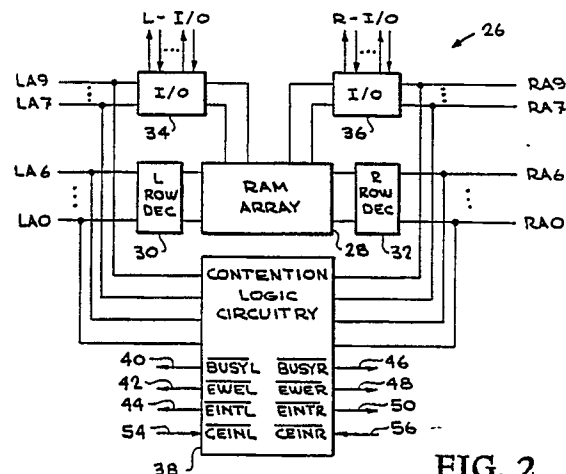 L-I/O R-I/O
26
LA9 I/O I/O RA9
LA7 RA7
34 36
LA6 L ROW DEC RAM ARRAY R ROW DEC RA6
LA0 RA0
30 28 32
CONTENTION
LOGIC
CIRCUITRY
40 BUSYL BUSYR 46
42 EWEL EWER 48
44 EINTL EINTR 50
54 CEINL CEINR 56
38
FIG. 2